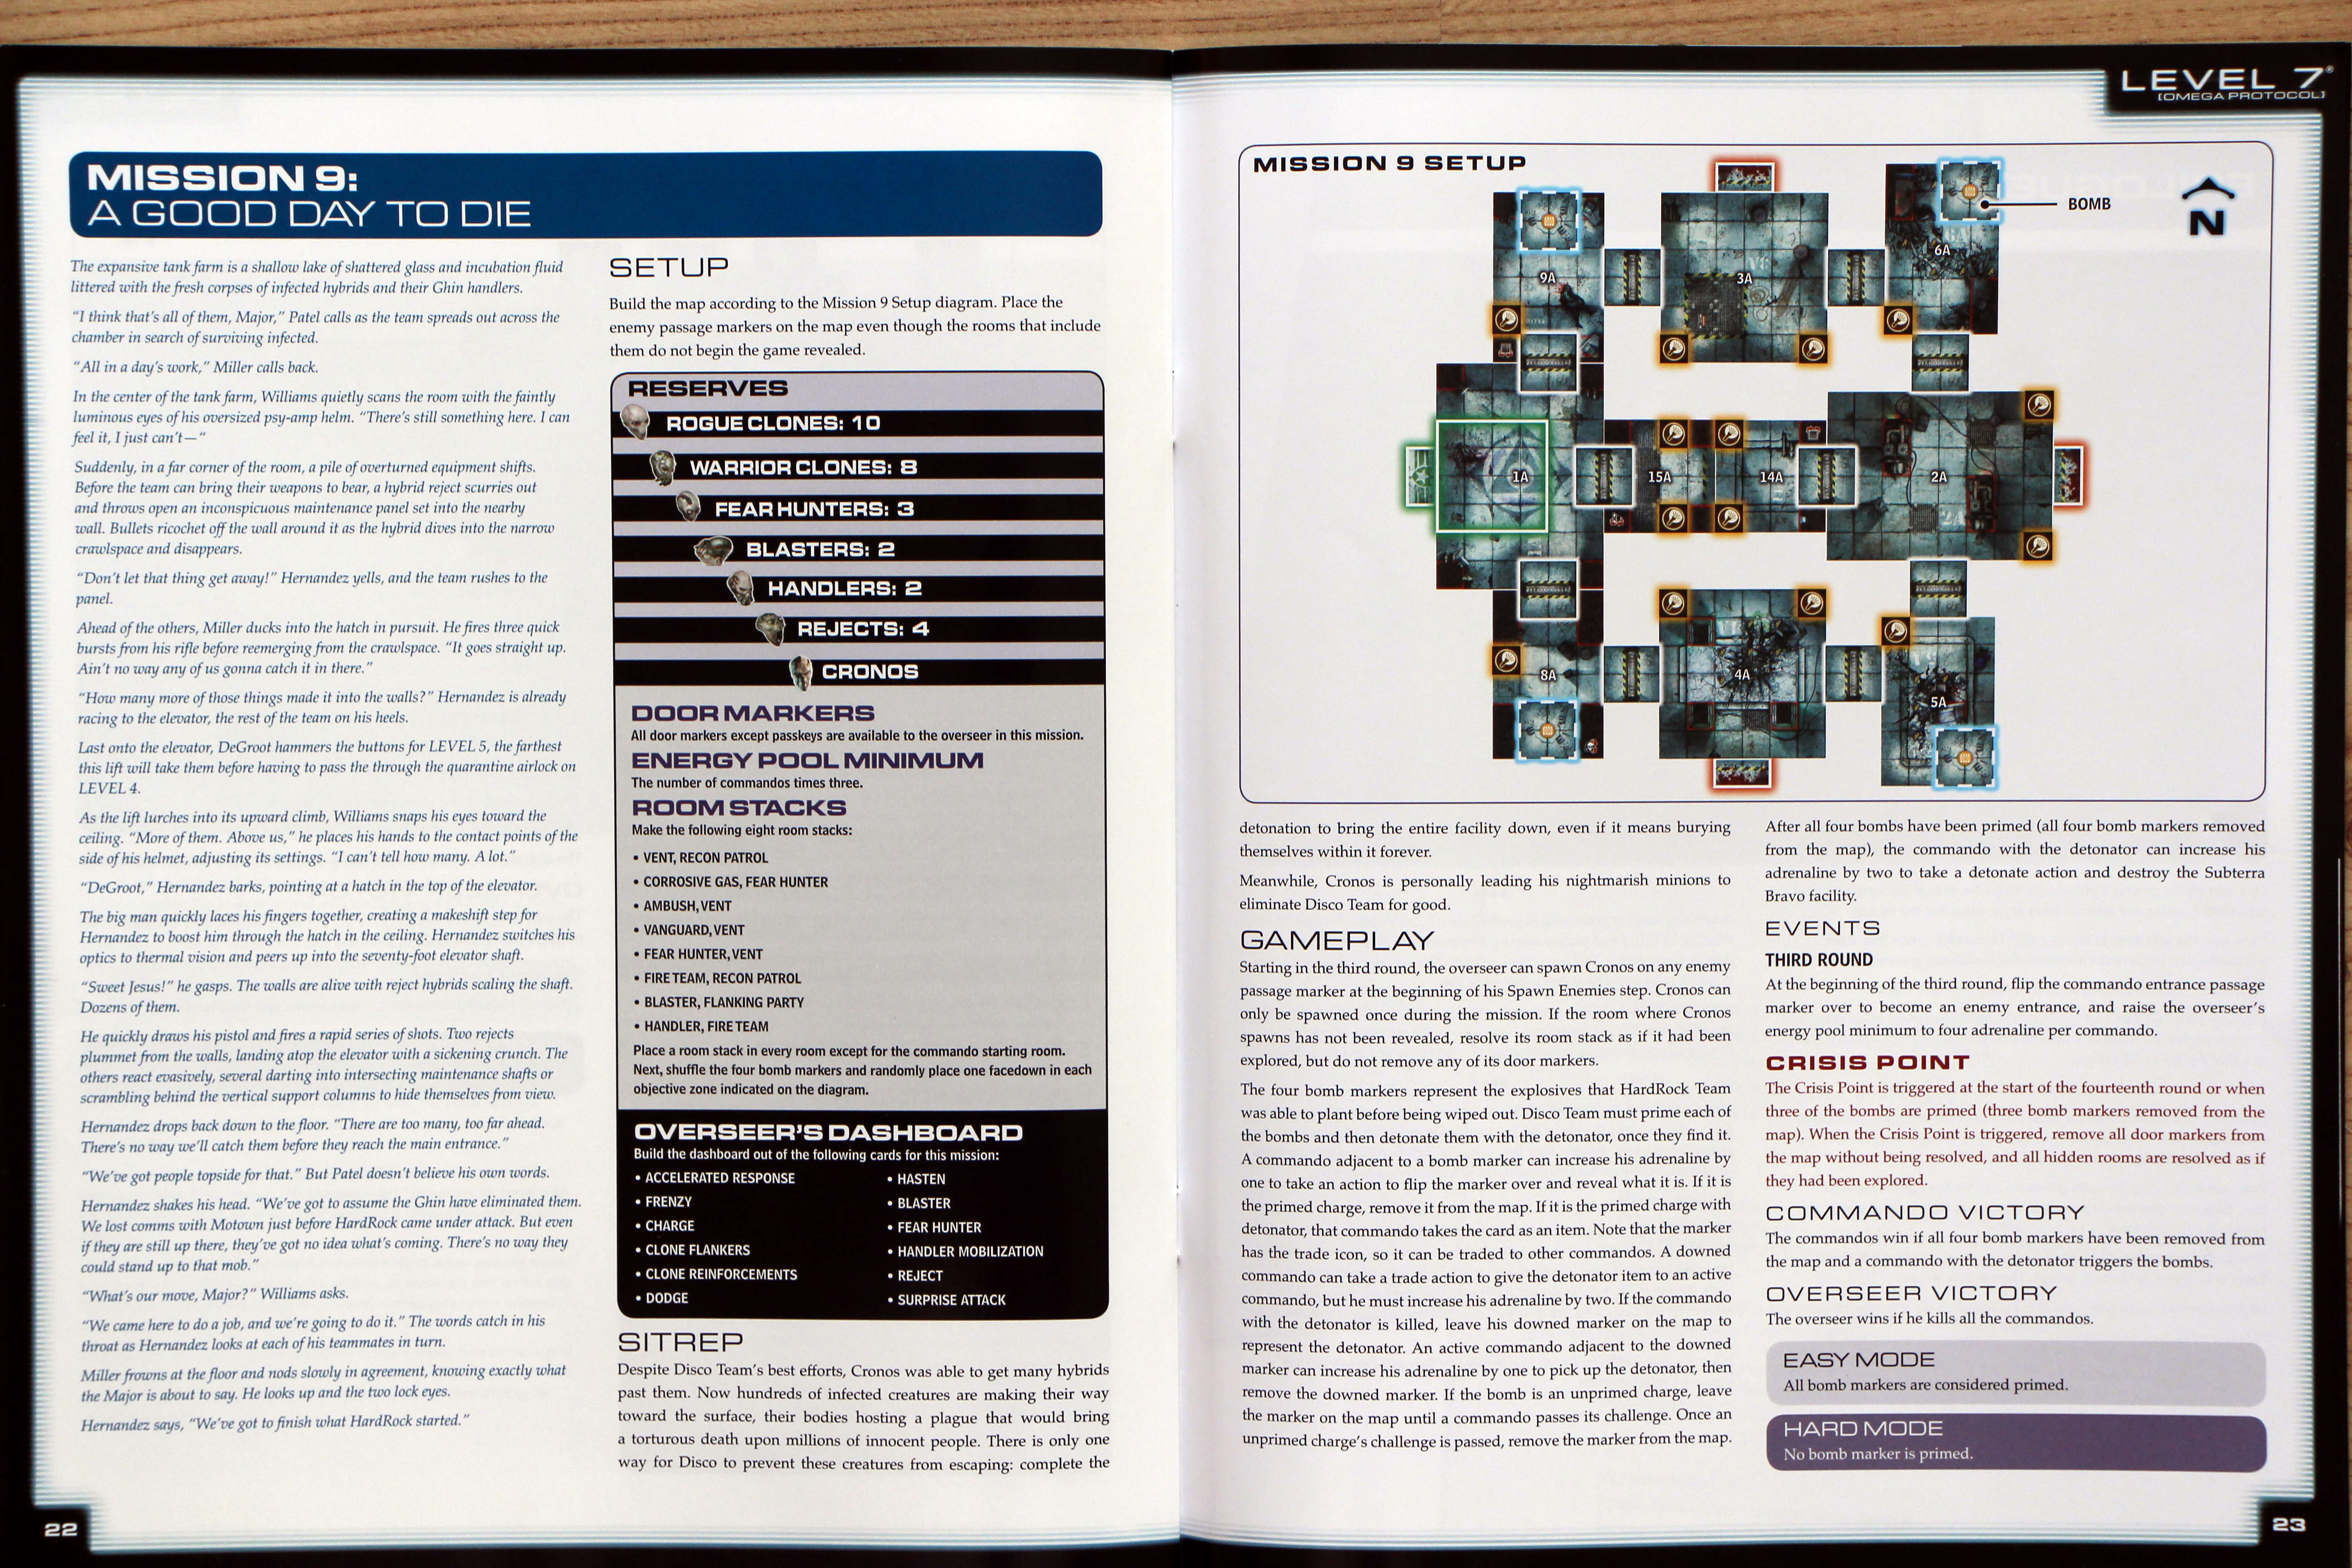 MISSION 9:
A GOOD DAY TO DIE
The expansive tank farm is a shallow lake of shattered glass and incubation fluid
littered with the fresh corpses of infected hybrids and their Ghin handlers.
“I think that’s all of them, Major,” Patel calls as the team spreads out across the
chamber in search of surviving infected.
“All in a day’s work,” Miller calls back.
In the center of the tank farm, Williams quietly scans the room with the faintly
luminous eyes of his oversized psy-amp helm. “There’s still something here. I can
feel it, I just can’t—“
Suddenly, in a far corner of the room, a pile of overturned equipment shifts.
Before the team can bring their weapons to bear, a hybrid reject scurries out
and throws open an inconspicuous maintenance panel set into the nearby
wall. Bullets ricochet off the wall around it as the hybrid dives into the narrow
crawlspace and disappears.
“Don’t let that thing get away!” Hernandez yells, and the team rushes to the
panel.
Ahead of the others, Miller ducks into the hatch in pursuit. He fires three quick
bursts from his rifle before reemerging from the crawlspace. “It goes straight up.
Ain’t no way any of us gonna catch it in there.”
“How many more of those things made it into the walls?” Hernandez is already
racing to the elevator, the rest of the team on his heels.
Last onto the elevator, DeGroot hammers the buttons for LEVEL 5, the farthest
this lift will take them before having to pass the through the quarantine airlock on
LEVEL 4.
As the lift lurches into its upward climb, Williams snaps his eyes toward the
ceiling. “More of them. Above us,” he places his hands to the contact points of the
side of his helmet, adjusting its settings. “I can’t tell how many. A lot.”
“DeGroot,” Hernandez barks, pointing at a hatch in the top of the elevator.
The big man quickly laces his fingers together, creating a makeshift step for
Hernandez to boost him through the hatch in the ceiling. Hernandez switches his
optics to thermal vision and peers up into the seventy-foot elevator shaft.
“Sweet Jesus!” he gasps. The walls are alive with reject hybrids scaling the shaft.
Dozens of them.
He quickly draws his pistol and fires a rapid series of shots. Two rejects
plummet from the walls, landing atop the elevator with a sickening crunch. The
others react evasively, several darting into intersecting maintenance shafts or
scrambling behind the vertical support columns to hide themselves from view.
Hernandez drops back down to the floor. “There are too many, too far ahead.
There’s no way we’ll catch them before they reach the main entrance.”
“We’ve got people topside for that.” But Patel doesn’t believe his own words.
Hernandez shakes his head. “We’ve got to assume the Ghin have eliminated them.
We lost comms with Motown just before HardRock came under attack. But even
if they are still up there, they’ve got no idea what’s coming. There’s no way they
could stand up to that mob.”
“What’s our move, Major?” Williams asks.
“We came here to do a job, and we’re going to do it.” The words catch in his
throat as Hernandez looks at each of his teammates in turn.
Miller frowns at the floor and nods slowly in agreement, knowing exactly what
the Major is about to say. He looks up and the two lock eyes.
Hernandez says, “We’ve got to finish what HardRock started.”
22
SETUP
Build the map according to the Mission 9 Setup diagram. Place the
enemy passage markers on the map even though the rooms that include
them do not begin the game revealed.
RESERVES
ROGUE CLONES: 10
WARRIOR CLONES: 8
FEAR HUNTERS: 3
BLASTERS: 2
HANDLERS: 2
REJECTS: 4
CRONOS
DOOR MARKERS
All door markers except passkeys are available to the overseer in this mission.
ENERGY POOL MINIMUM
The number of commandos times three.
ROOM STACKS
Make the following eight room stacks:
• VENT, RECON PATROL
• CORROSIVE GAS, FEAR HUNTER
• AMBUSH, VENT
• VANGUARD, VENT
• FEAR HUNTER, VENT
• FIRE TEAM, RECON PATROL
• BLASTER, FLANKING PARTY
• HANDLER, FIRE TEAM
Place a room stack in every room except for the commando starting room.
Next, shuffle the four bomb markers and randomly place one facedown in each
objective zone indicated on the diagram.
OVERSEER’S DASHBOARD
Build the dashboard out of the following cards for this mission:
• ACCELERATED RESPONSE
• FRENZY
• CHARGE
• CLONE FLANKERS
• CLONE REINFORCEMENTS
• DODGE
• HASTEN
• BLASTER
• FEAR HUNTER
• HANDLER MOBILIZATION
• REJECT
• SURPRISE ATTACK
SITREP
Despite Disco Team’s best efforts, Cronos was able to get many hybrids
past them. Now hundreds of infected creatures are making their way
toward the surface, their bodies hosting a plague that would bring
a torturous death upon millions of innocent people. There is only one
way for Disco to prevent these creatures from escaping: complete the
LEVEL 7®
[OMEGA PROTOCOL]
MISSION 9 SETUP
BOMB
N
9A
3A
6A
1A
15A
14A
2A
8A
4A
5A
detonation to bring the entire facility down, even if it means burying
themselves within it forever.
Meanwhile, Cronos is personally leading his nightmarish minions to
eliminate Disco Team for good.
GAMEPLAY
Starting in the third round, the overseer can spawn Cronos on any enemy
passage marker at the beginning of his Spawn Enemies step. Cronos can
only be spawned once during the mission. If the room where Cronos
spawns has not been revealed, resolve its room stack as if it had been
explored, but do not remove any of its door markers.
The four bomb markers represent the explosives that HardRock Team
was able to plant before being wiped out. Disco Team must prime each of
the bombs and then detonate them with the detonator, once they find it.
A commando adjacent to a bomb marker can increase his adrenaline by
one to take an action to flip the marker over and reveal what it is. If it is
the primed charge, remove it from the map. If it is the primed charge with
detonator, that commando takes the card as an item. Note that the marker
has the trade icon, so it can be traded to other commandos. A downed
commando can take a trade action to give the detonator item to an active
commando, but he must increase his adrenaline by two. If the commando
with the detonator is killed, leave his downed marker on the map to
represent the detonator. An active commando adjacent to the downed
marker can increase his adrenaline by one to pick up the detonator, then
remove the downed marker. If the bomb is an unprimed charge, leave
the marker on the map until a commando passes its challenge. Once an
unprimed charge’s challenge is passed, remove the marker from the map.
After all four bombs have been primed (all four bomb markers removed
from the map), the commando with the detonator can increase his
adrenaline by two to take a detonate action and destroy the Subterra
Bravo facility.
EVENTS
THIRD ROUND
At the beginning of the third round, flip the commando entrance passage
marker over to become an enemy entrance, and raise the overseer’s
energy pool minimum to four adrenaline per commando.
CRISIS POINT
The Crisis Point is triggered at the start of the fourteenth round or when
three of the bombs are primed (three bomb markers removed from the
map). When the Crisis Point is triggered, remove all door markers from
the map without being resolved, and all hidden rooms are resolved as if
they had been explored.
COMMANDO VICTORY
The commandos win if all four bomb markers have been removed from
the map and a commando with the detonator triggers the bombs.
OVERSEER VICTORY
The overseer wins if he kills all the commandos.
EASY MODE
All bomb markers are considered primed.
HARD MODE
No bomb marker is primed.
23